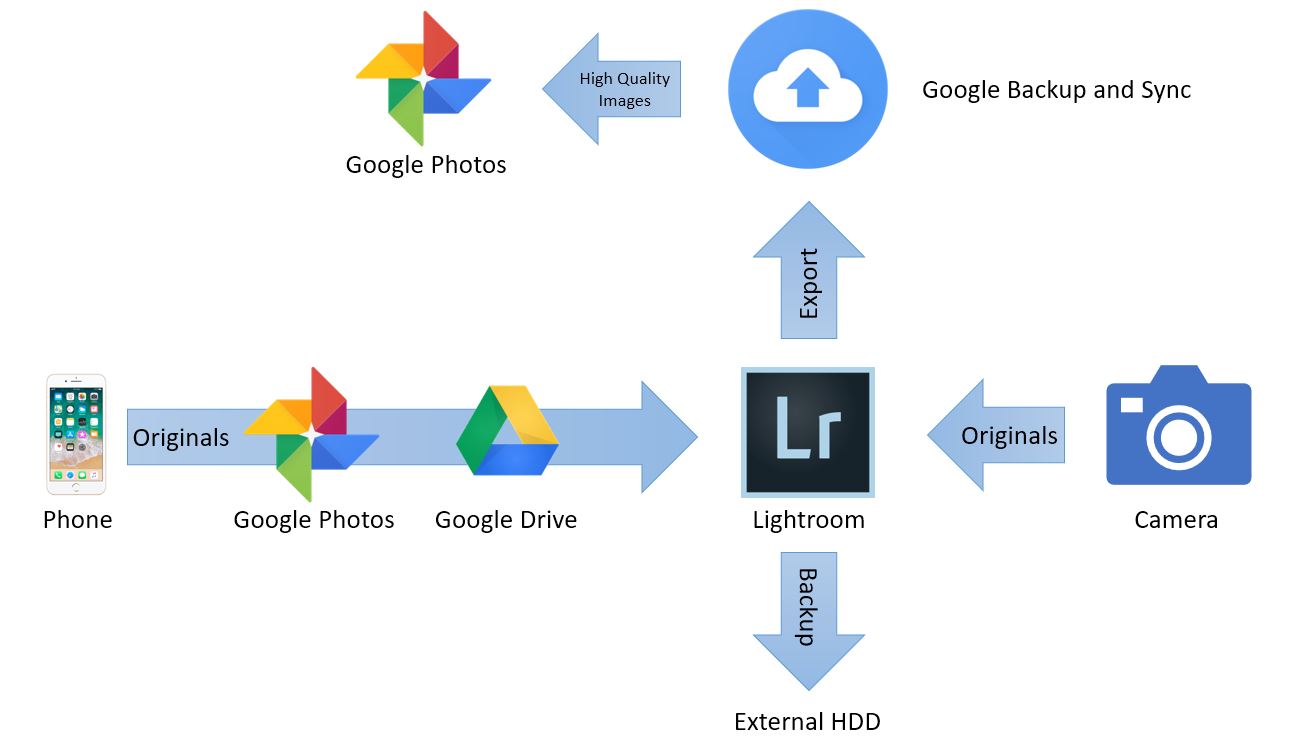 High Quality
Images
Google Backup and Sync
Google Photos
Export
Originals
Lr
Originals
Phone
Google Photos
Google Drive
Lightroom
Camera
Backup
External HDD